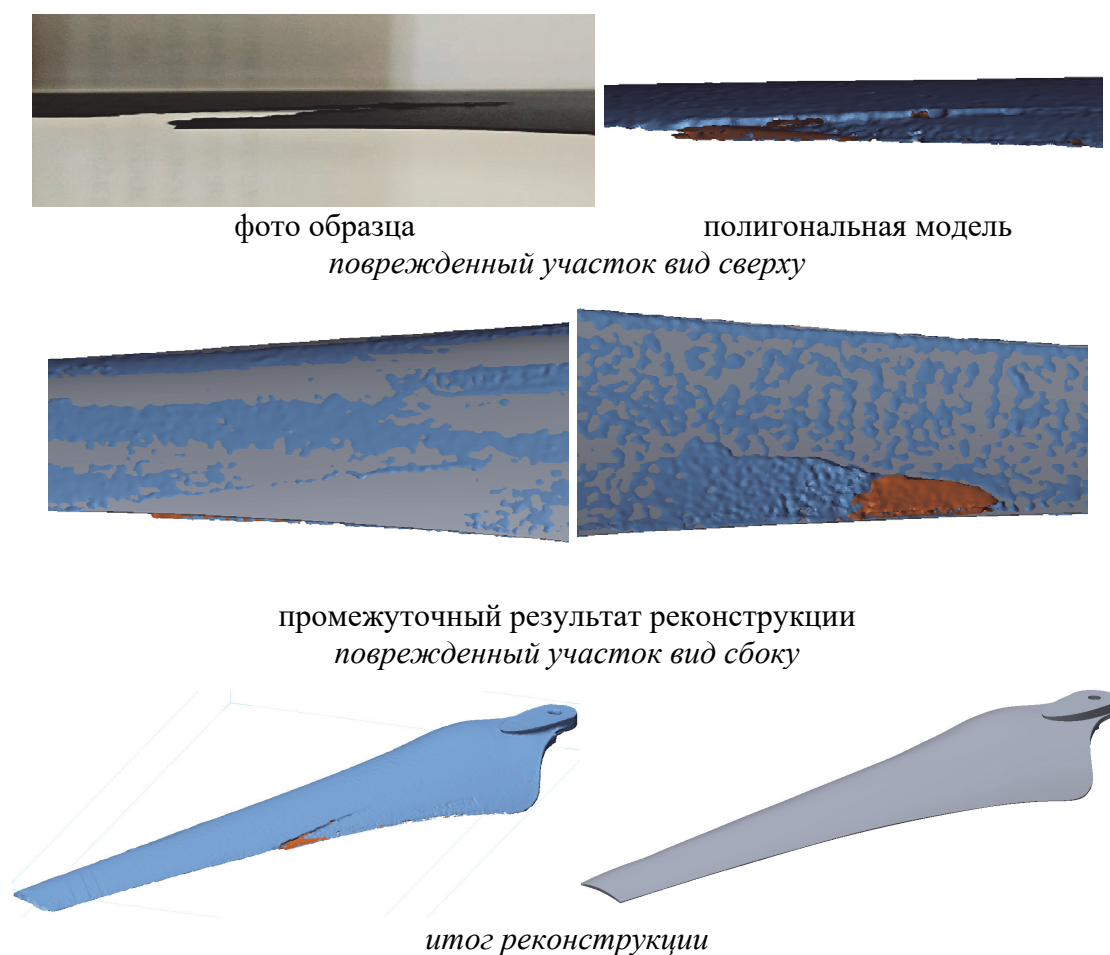 фото образца
полигональная модель
поврежденный участок вид сверху
промежуточный результат реконструкции
поврежденный участок вид сбоку
итог реконструкции